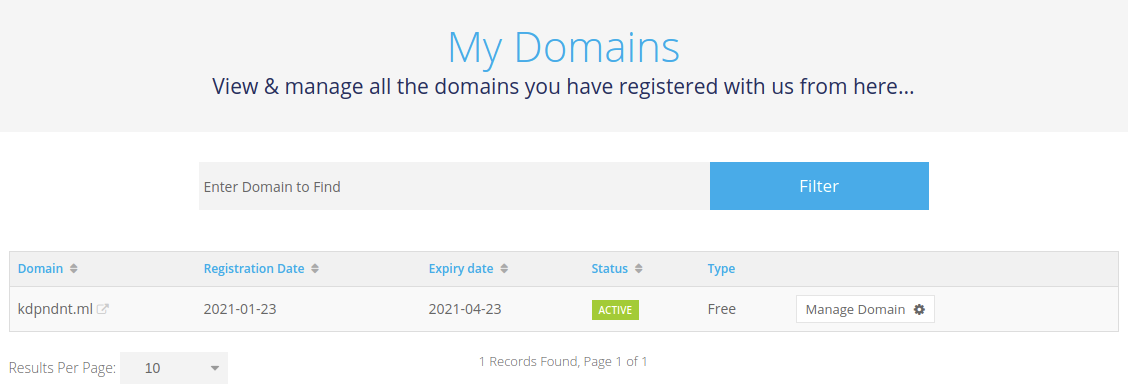 My Domains
View & manage all the domains you have registered with us from here...
Enter Domain to Find
Filter
Domain Registration Date Expiry date Status Type
kdpndnt.ml 2021-01-23 2021-04-23 ACTIVE Free Manage Domain
Results Per Page: 10 1 Records Found, Page 1 of 1